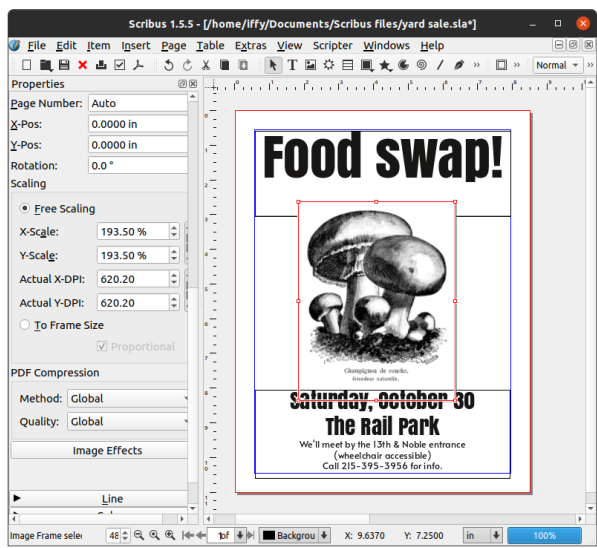 Scribus 1.5.5 - [/home/iffy/Documents/Scribus files/yard sale.sla*]
File Edit Item Insert Page Table Extras View Scripter Windows Help
Normal
Properties
Page Number: Auto
X-Pos: 0.0000 in
Y-Pos: 0.0000 in
Rotation: 0.0 °
Scaling
Free Scaling
X-Scale: 193.50 %
Y-Scale: 193.50 %
Actual X-DPI: 620.20
Actual Y-DPI: 620.20
To Frame Size
Proportional
PDF Compression
Method: Global
Quality: Global
Image Effects
Line
Food swap!
Champignon de couche,
Grandeur naturelle.
Saturday, October 30
The Rail Park
We'll meet by the 13th & Noble entrance
(wheelchair accessible)
Call 215-395-3956 for info.
Image Frame selec 48 1of Backgrou X: 9.6370 Y: 7.2500 in 100%